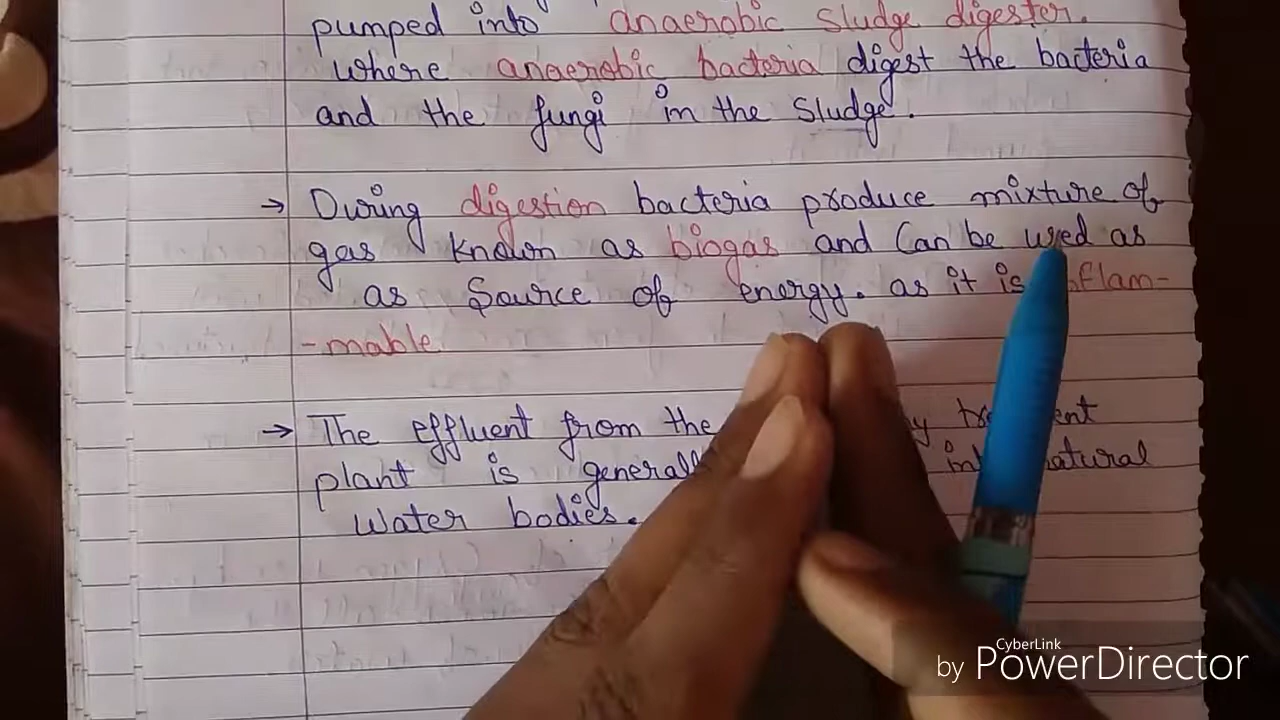 pumped into anaerobic sludge digester.
where anaerobic bacteria digest the bacteria
and the fungi in the sludge.
→ During digestion bacteria produce mixture of
gas known as biogas and can be used as
as source of energy. as it is
-mable
→ The effluent from the
plant is natural
water bodies.
CyberLink
by PowerDirector